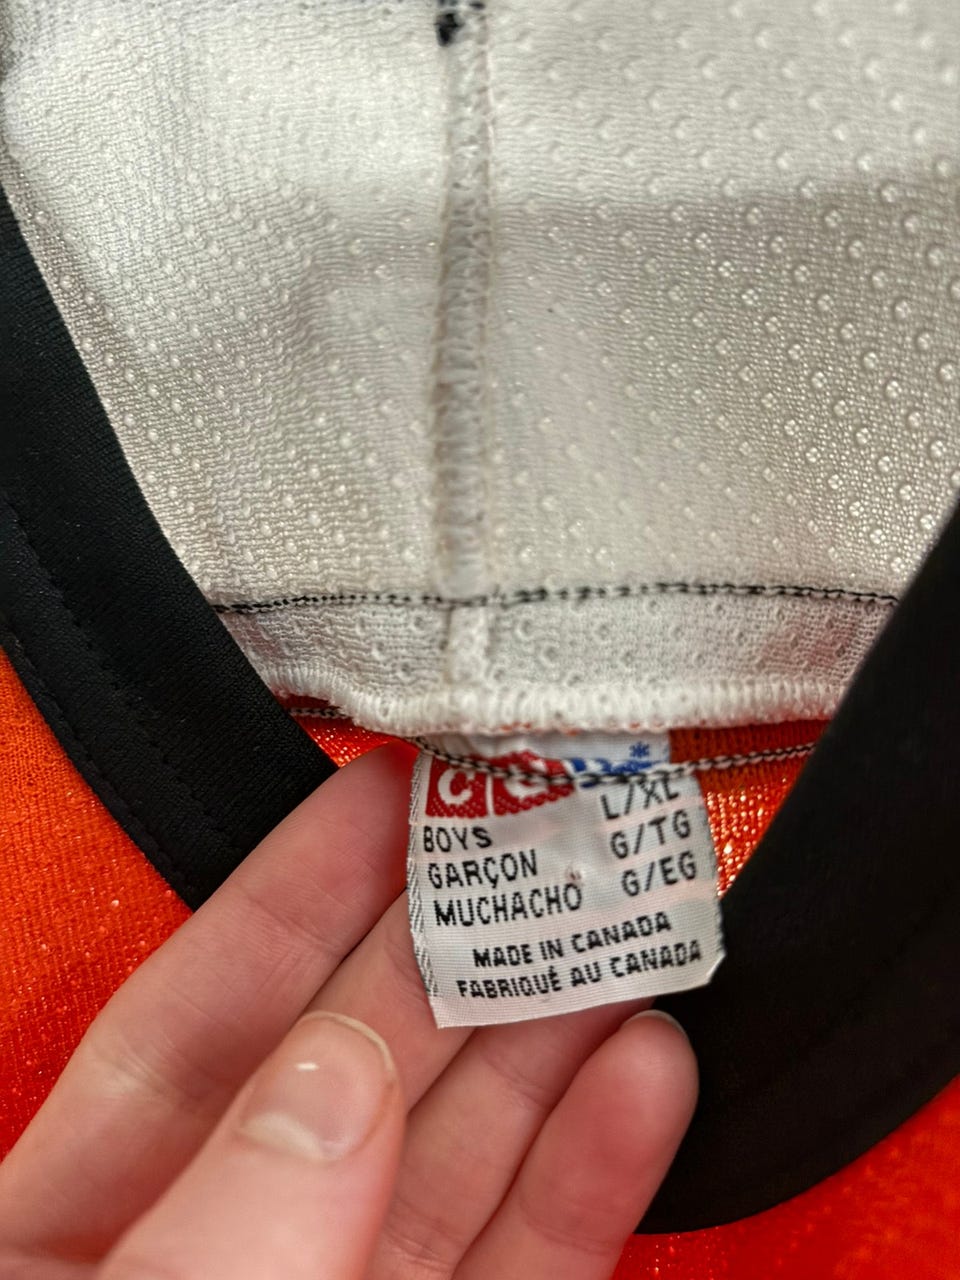 BOYS L/XL
GARÇON G/TG
MUCHACHO G/EG
MADE IN CANADA
FABRIQUÉ AU CANADA